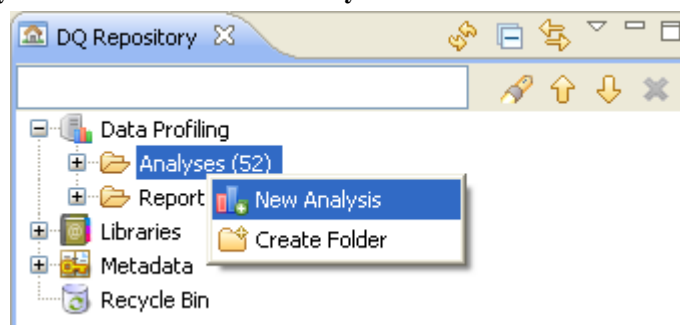 DQ Repository
Data Profiling
Analyses (52)
Report
New Analysis
Libraries
Create Folder
Metadata
Recycle Bin